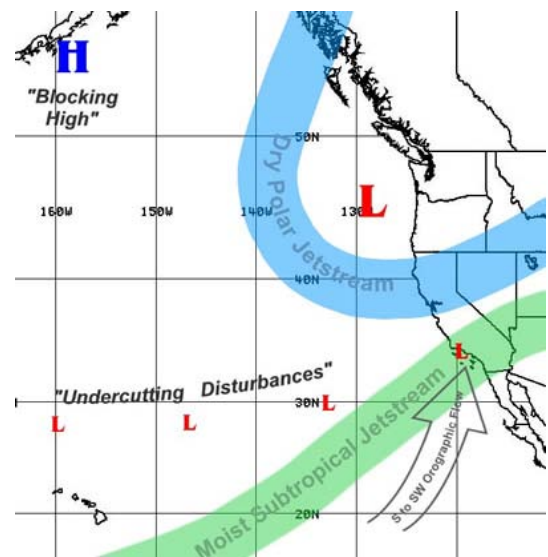 H
"Blocking
High"
50N
Dry Polar Jetstream
160W 150W 140W 130W
L
40N
L
"Undercutting Disturbances"
30N
L L L
S to SW Orographic Flow
Moist Subtropical Jetstream
20N